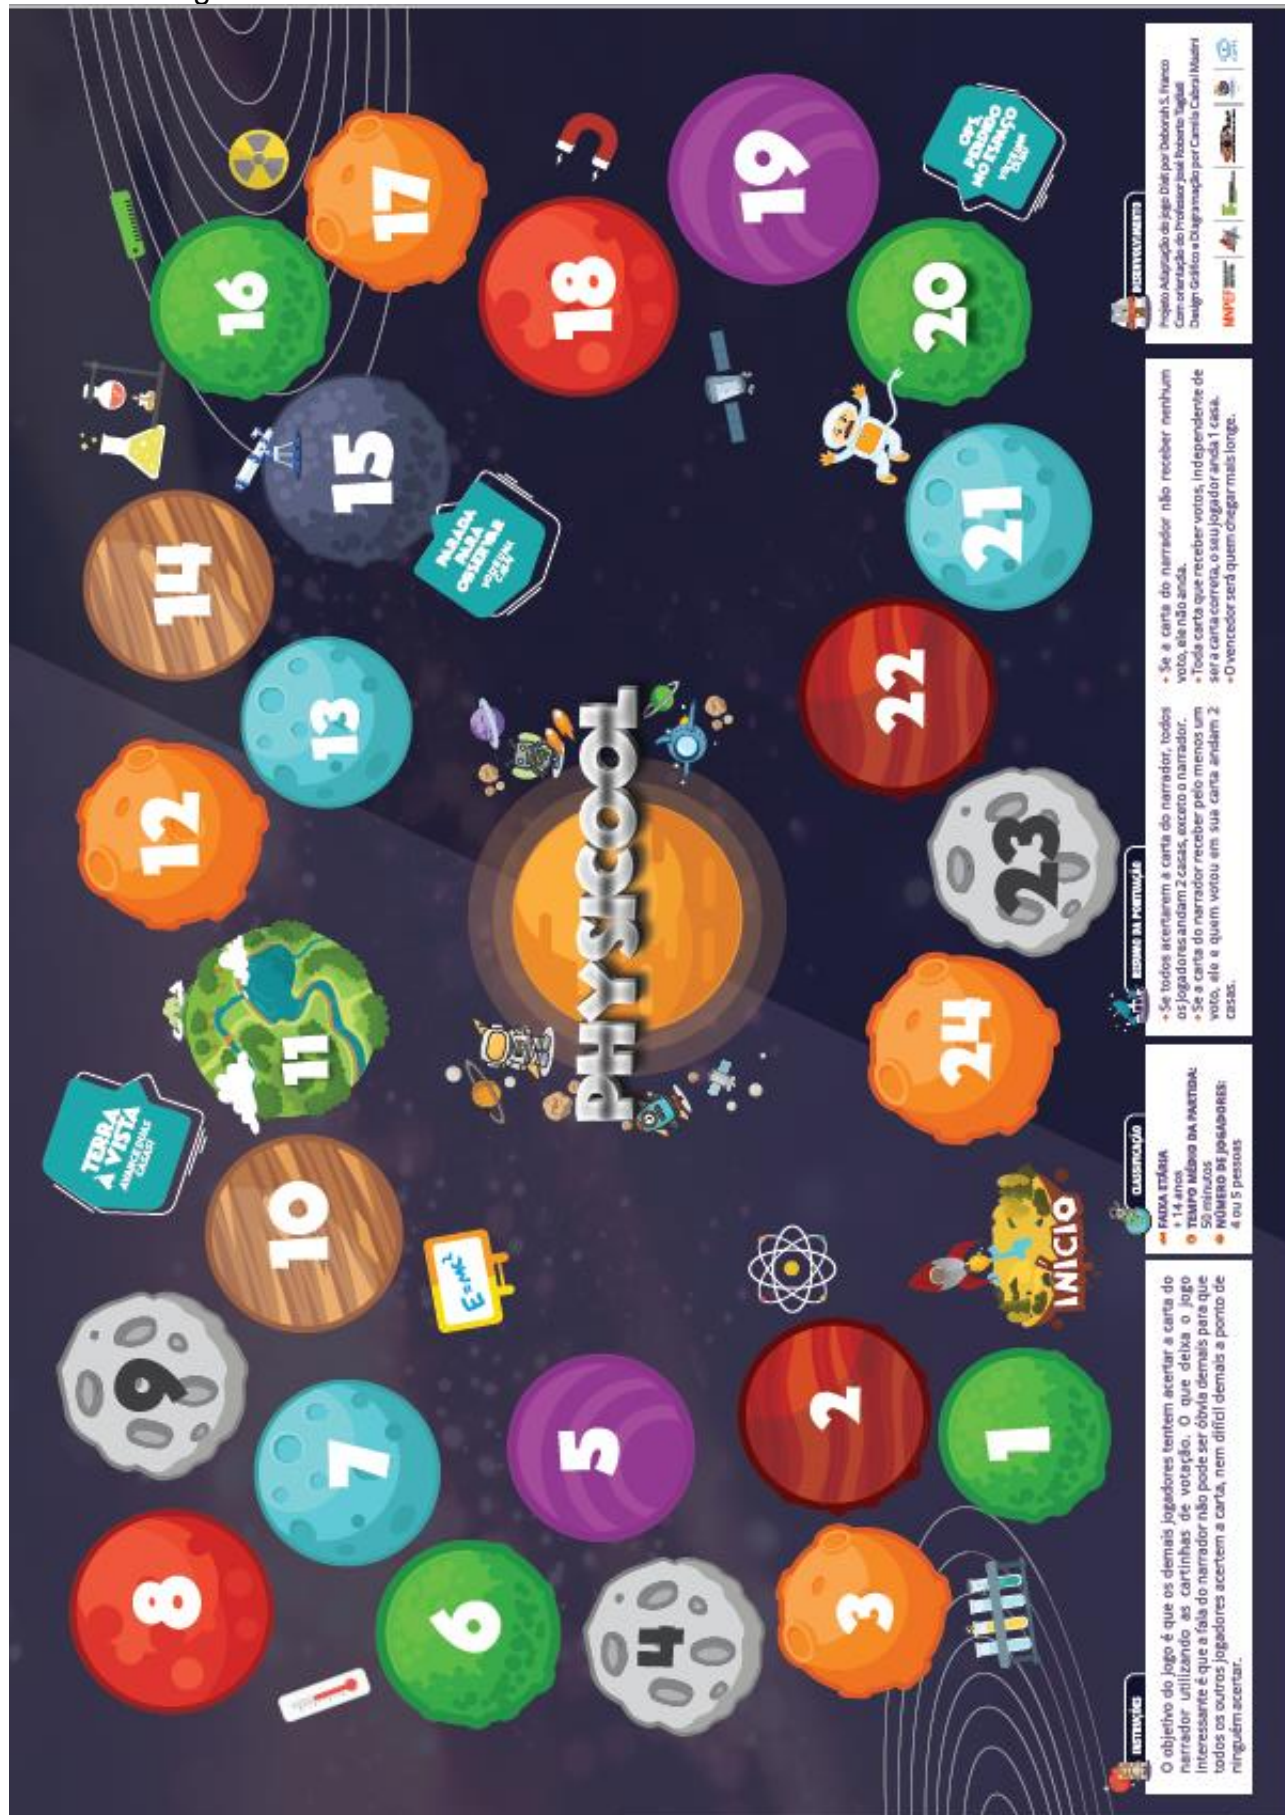 8
9
10
11
12
13
14
15
16
17
7
6
5
4
3
2
1
INÍCIO
18
19
20
21
22
23
24
TERRA
À VISTA
AVANCE DUAS
CASAS!
PARADA
PARA
OBSERVAR
OPS,
PERDIDO
NO ESPAÇO
E=MC²
PHYSICOOL
INSTRUÇÕES
O objetivo do jogo é que os demais jogadores tentem acertar a carta do
narrador utilizando as cartinhas de votação. O que deixa o jogo
interessante é que a fala do narrador não pode ser óbvia demais para que
todos os outros jogadores acertem a carta, nem difícil demais a ponto de
ninguém acertar.
CLASSIFICAÇÃO
FAIXA ETÁRIA
+ 14 anos
TEMPO MÉDIO DA PARTIDA:
50 minutos
NÚMERO DE JOGADORES:
4 ou 5 pessoas
RESUMO DA PONTUAÇÃO
Se todos acertarem a carta do narrador, todos
os jogadores andam 2 casas, exceto o narrador.
Se a carta do narrador receber pelo menos um
voto, ele e quem votou em sua carta andam 2
casas.
Se a carta do narrador não receber nenhum
voto, ele não anda.
Toda carta que receber votos, independente de
ser a carta correta, o seu jogador anda 1 casa.
O vencedor será quem chegar mais longe.
DESENVOLVIMENTO
Projeto Adaptação do jogo Dixit por Deborah S. Franco
Com orientação do Professor José Roberto Tagliati
Design Gráfico e Diagramação por Camila Cabral
MNPEF